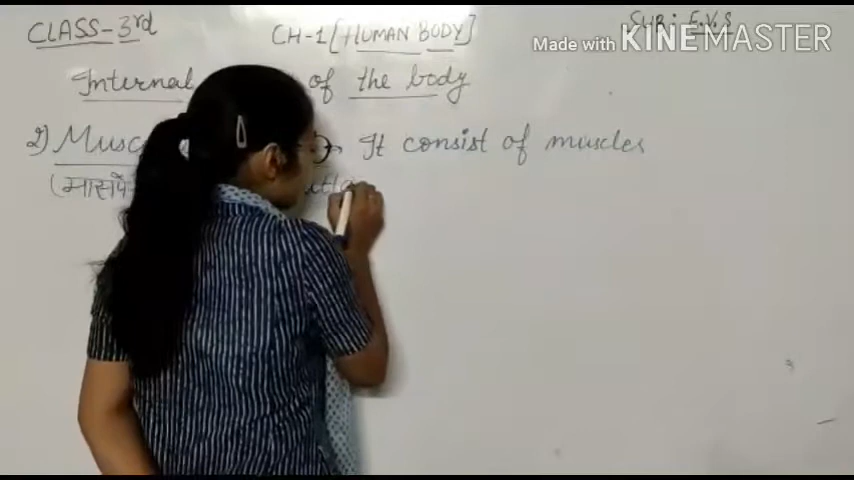 CLASS-3rd CH-1 [HUMAN BODY] SUB: E.V.S
Made with KINEMASTER
Internal of the body
2) Musc → It consist of muscles
(मासपे